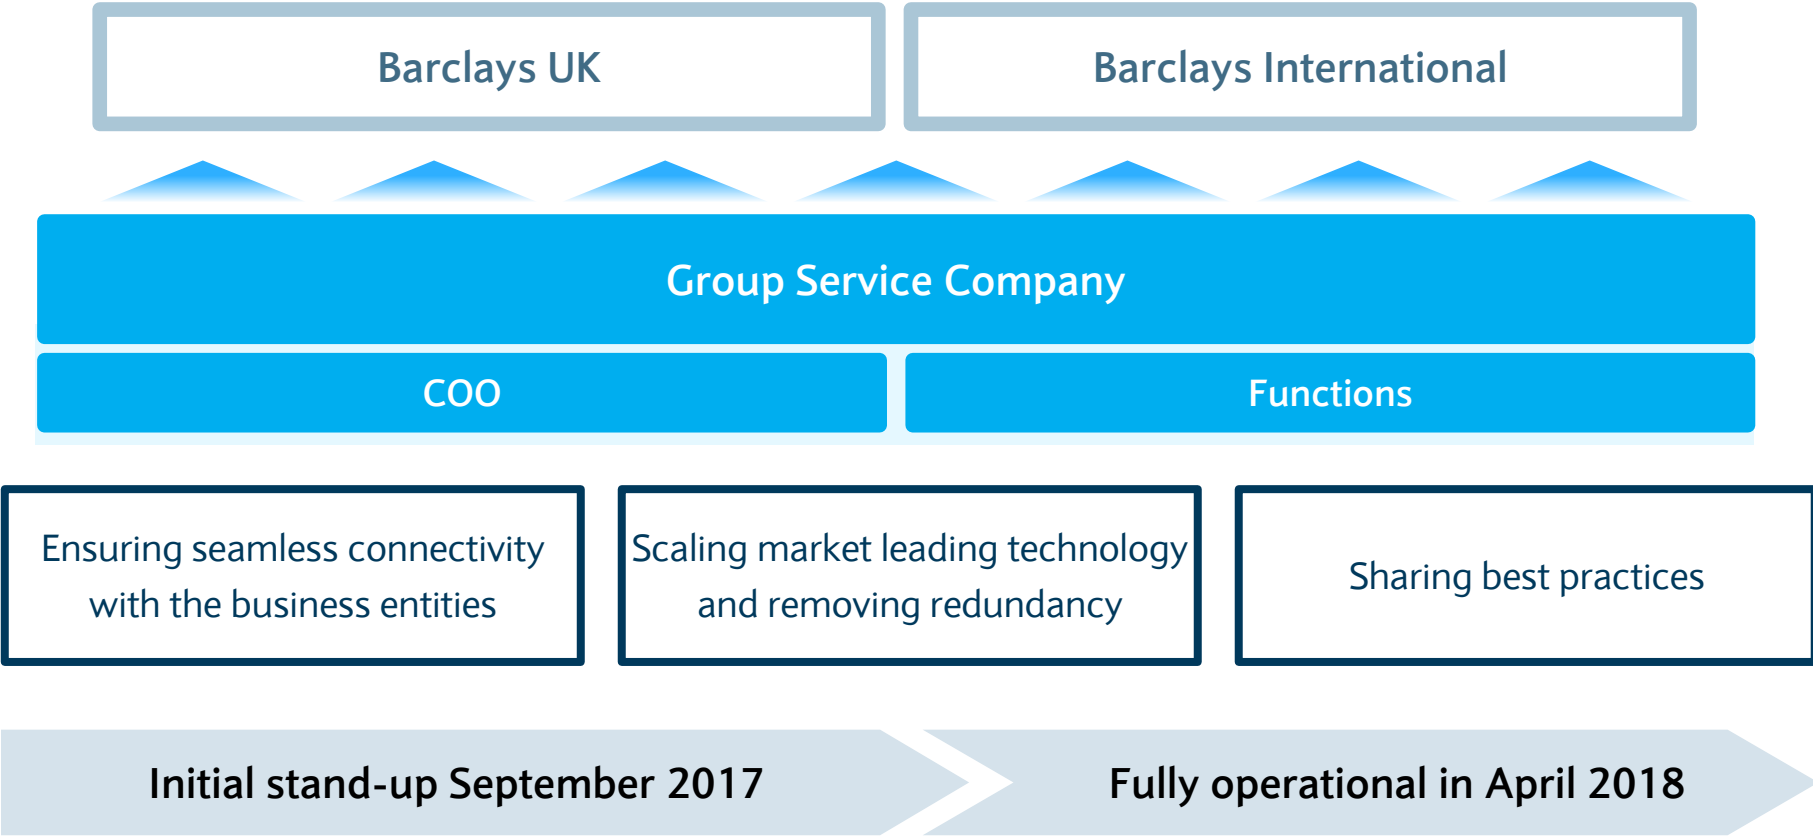 Barclays UK
Barclays International
Group Service Company
COO
Functions
Ensuring seamless connectivity
with the business entities
Scaling market leading technology
and removing redundancy
Sharing best practices
Initial stand-up September 2017
Fully operational in April 2018